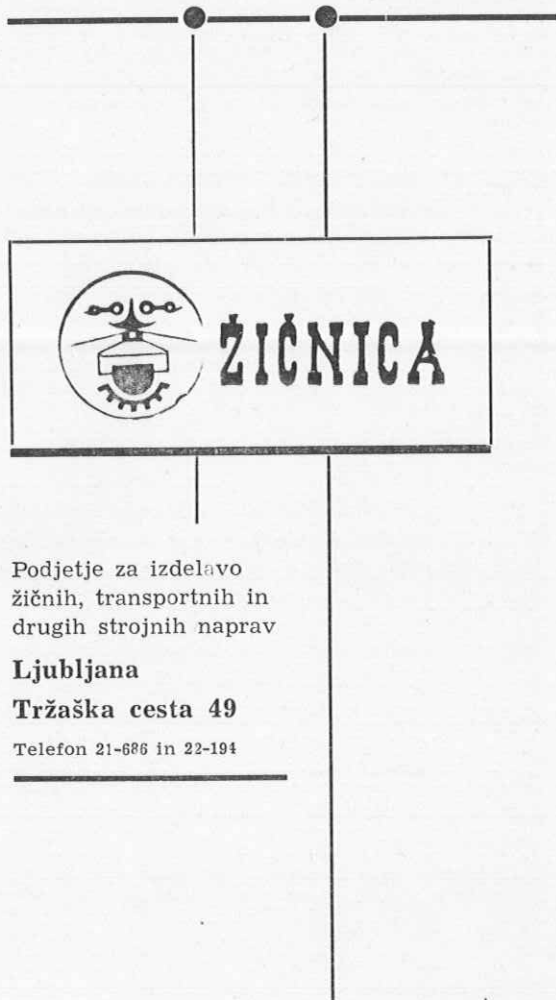 ŽIČNICA
Podjetje za izdelavo
žičnih, transportnih in
drugih strojnih naprav
Ljubljana
Tržaška cesta 49
Telefon 21-686 in 22-194